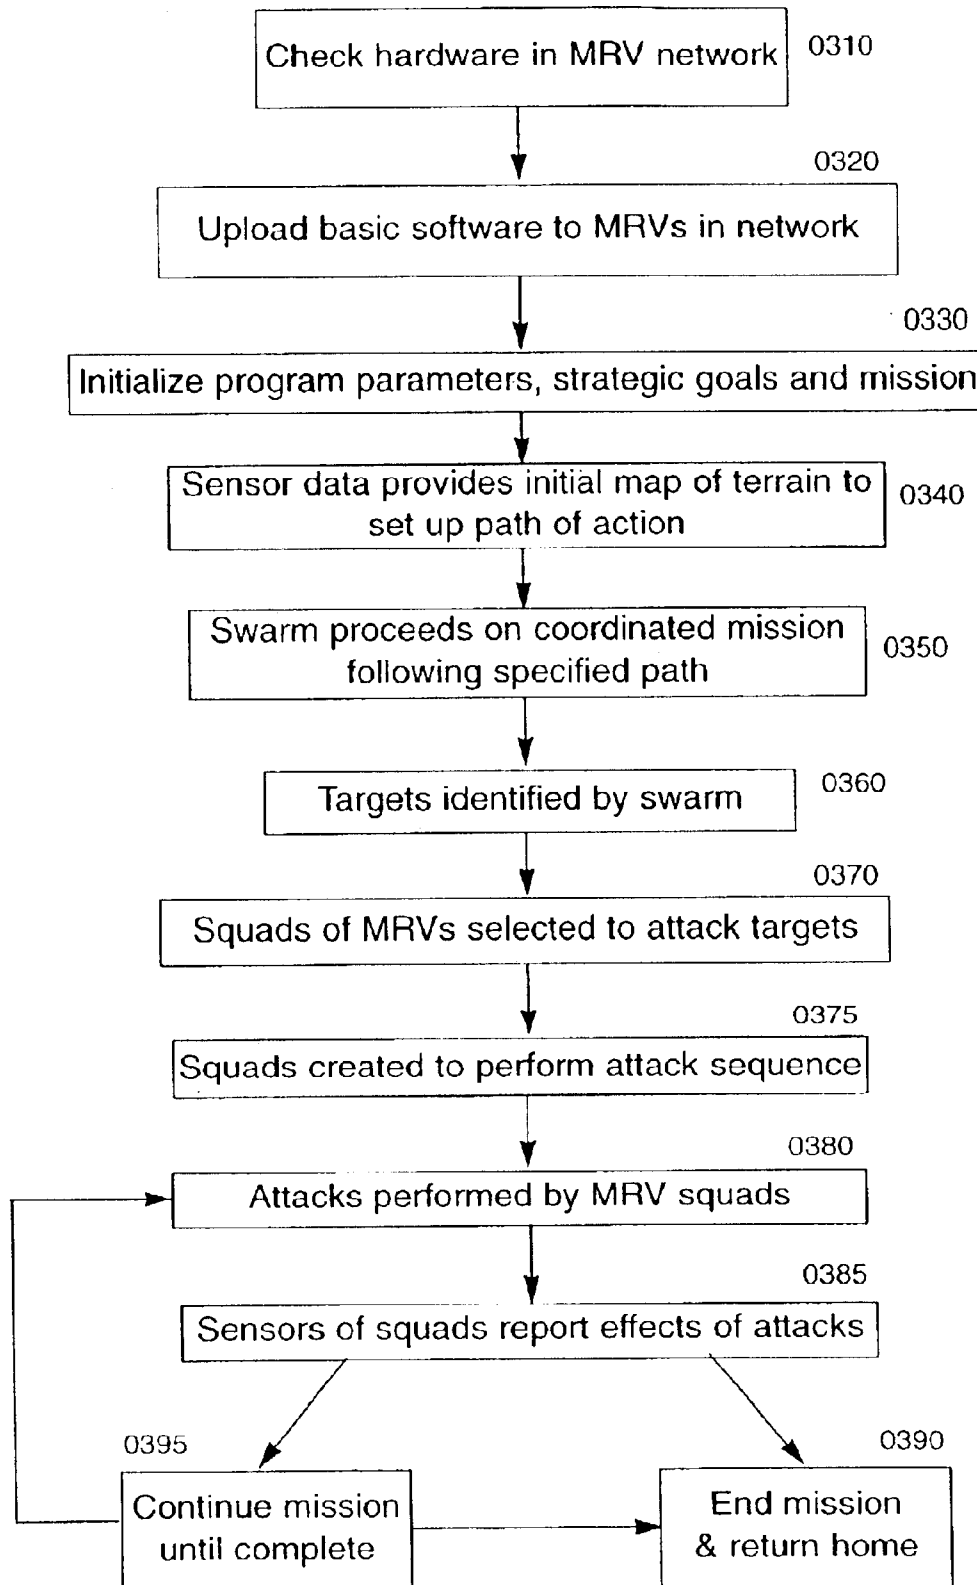 Check hardware in MRV network
0310
0320
Upload basic software to MRVs in network
0330
Initialize program parameters, strategic goals and mission
Sensor data provides initial map of terrain to
set up path of action
0340
Swarm proceeds on coordinated mission
following specified path
0350
Targets identified by swarm
0360
0370
Squads of MRVs selected to attack targets
0375
Squads created to perform attack sequence
0380
Attacks performed by MRV squads
0385
Sensors of squads report effects of attacks
0395
Continue mission
until complete
0390
End mission
& return home